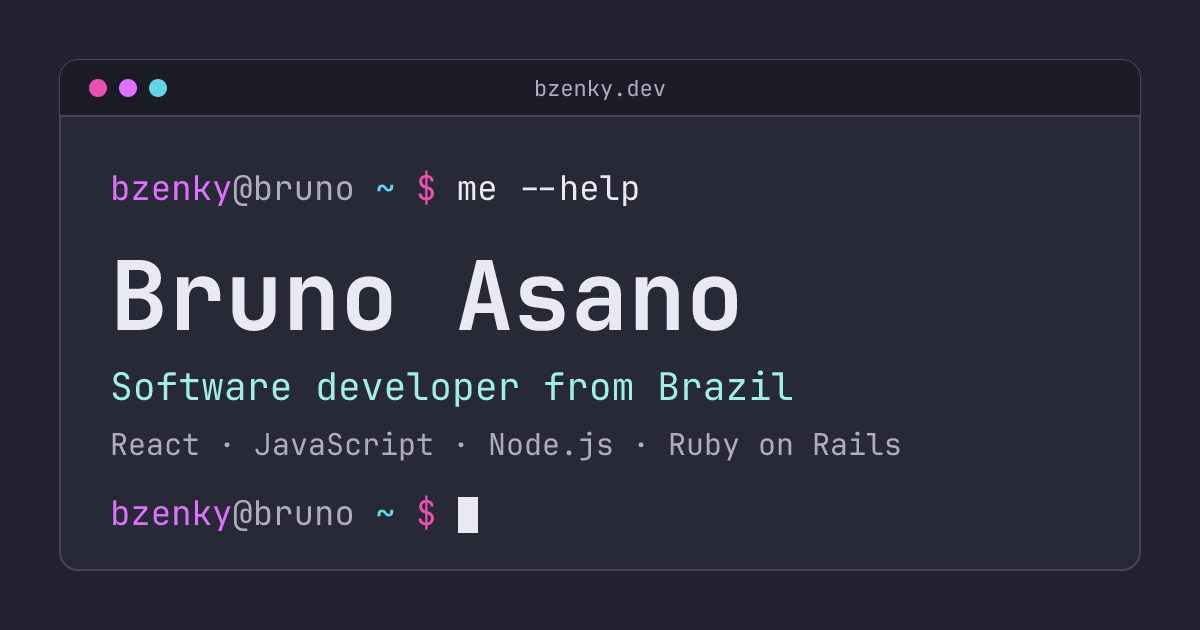 bzenky.dev
bzenky@bruno ~ $ me --help
Bruno Asano
Software developer from Brazil
React · JavaScript · Node.js · Ruby on Rails
bzenky@bruno ~ $